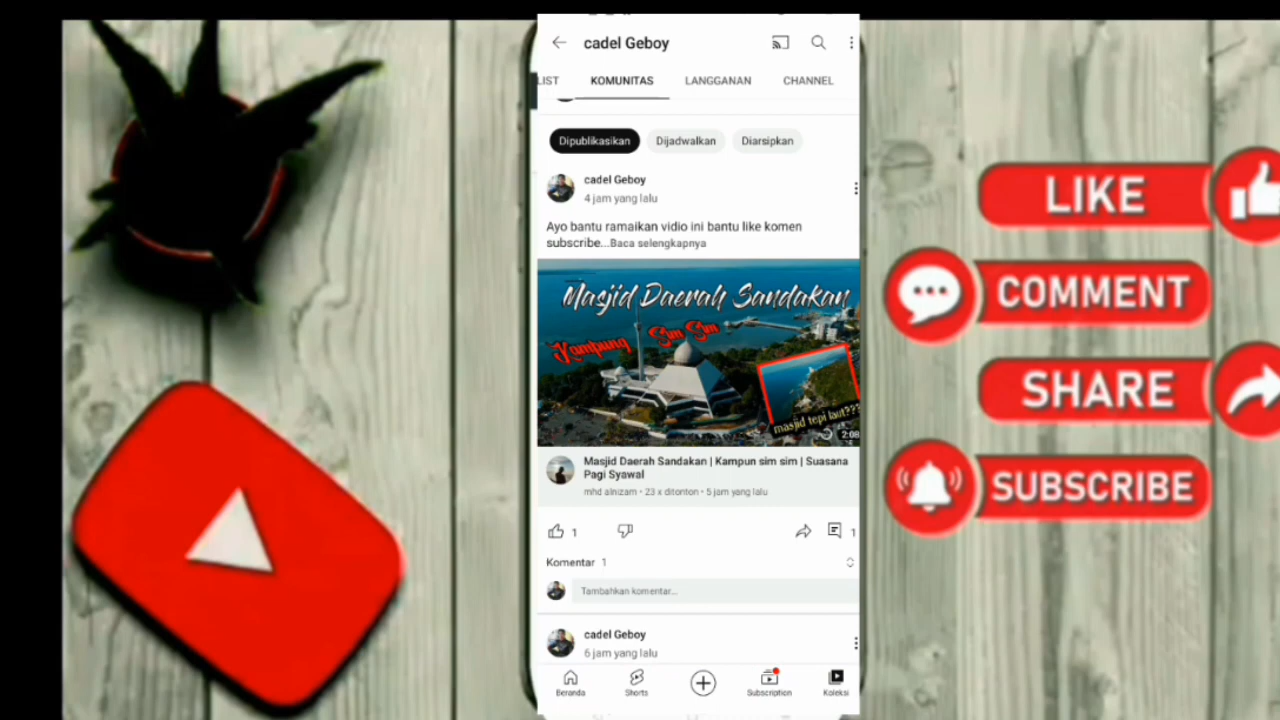 cadel Geboy
LIST KOMUNITAS LANGGANAN CHANNEL
Dipublikasikan Dijadwalkan Diarsipkan
cadel Geboy
4 jam yang lalu
Ayo bantu ramaikan vidio ini bantu like komen
subscribe...Baca selengkapnya
Masjid Daerah Sandakan
Kampung Sim Sim
masjid tepi laut???
2:08
Masjid Daerah Sandakan | Kampun sim sim | Suasana
Pagi Syawal
mhd alnizam • 23 x ditonton • 5 jam yang lalu
1
1
Komentar 1
Tambahkan komentar...
cadel Geboy
6 jam yang lalu
Beranda Shorts Subscription Koleksi
LIKE
COMMENT
SHARE
SUBSCRIBE